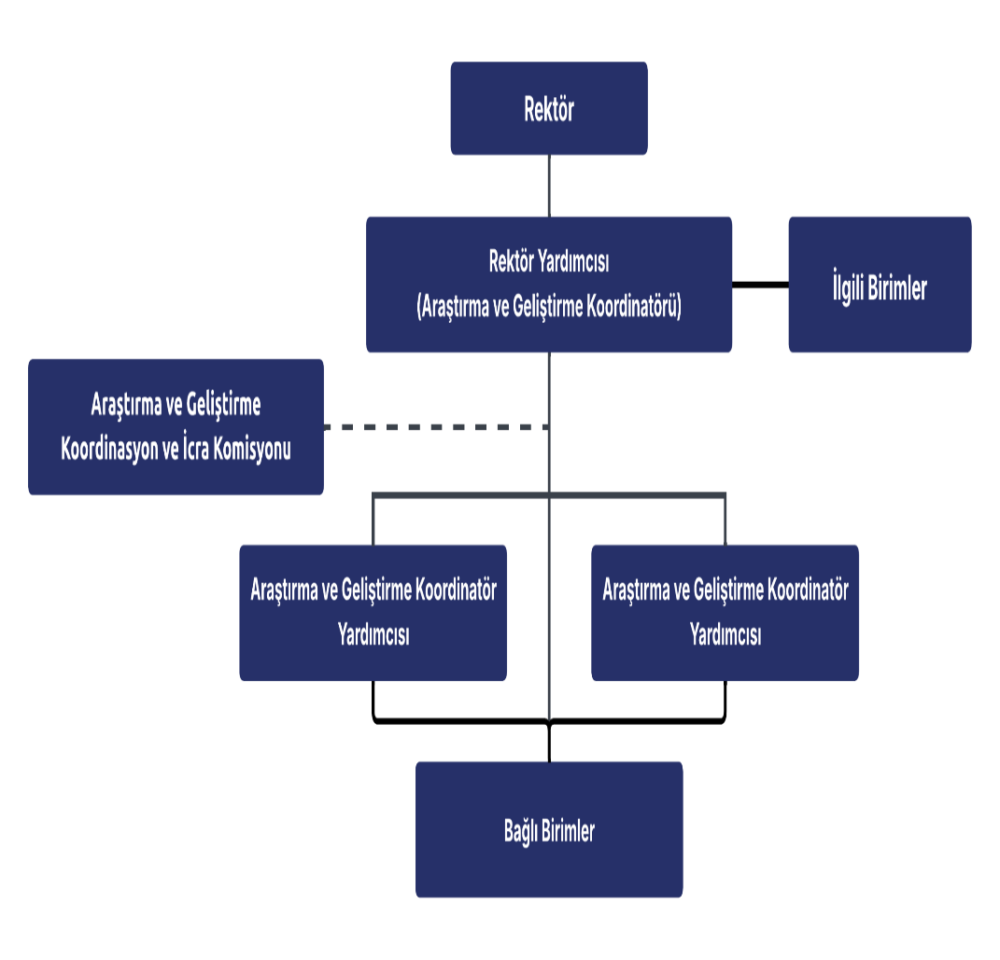 Rektör
Rektör Yardımcısı
(Araştırma ve Geliştirme Koordinatörü)
İlgili Birimler
Araştırma ve Geliştirme
Koordinasyon ve İcra Komisyonu
Araştırma ve Geliştirme Koordinatör
Yardımcısı
Araştırma ve Geliştirme Koordinatör
Yardımcısı
Bağlı Birimler